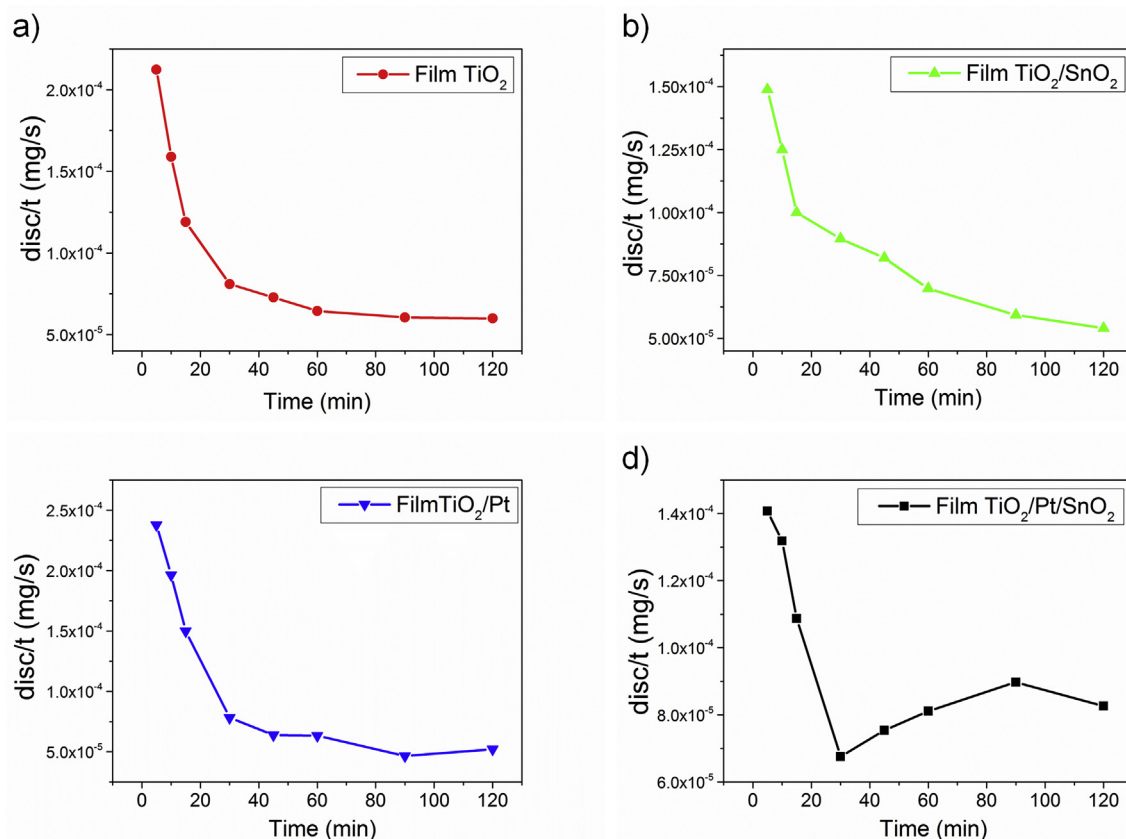 a)
Film TiO₂
disc/t (mg/s)
2.0x10⁻⁴
1.5x10⁻⁴
1.0x10⁻⁴
5.0x10⁻⁵
0 20 40 60 80 100 120
Time (min)
b)
Film TiO₂/SnO₂
disc/t (mg/s)
1.50x10⁻⁴
1.25x10⁻⁴
1.00x10⁻⁴
7.50x10⁻⁵
5.00x10⁻⁵
0 20 40 60 80 100 120
Time (min)
FilmTiO₂/Pt
disc/t (mg/s)
2.5x10⁻⁴
2.0x10⁻⁴
1.5x10⁻⁴
1.0x10⁻⁴
5.0x10⁻⁵
0 20 40 60 80 100 120
Time (min)
d)
Film TiO₂/Pt/SnO₂
disc/t (mg/s)
1.4x10⁻⁴
1.2x10⁻⁴
1.0x10⁻⁴
8.0x10⁻⁵
6.0x10⁻⁵
0 20 40 60 80 100 120
Time (min)